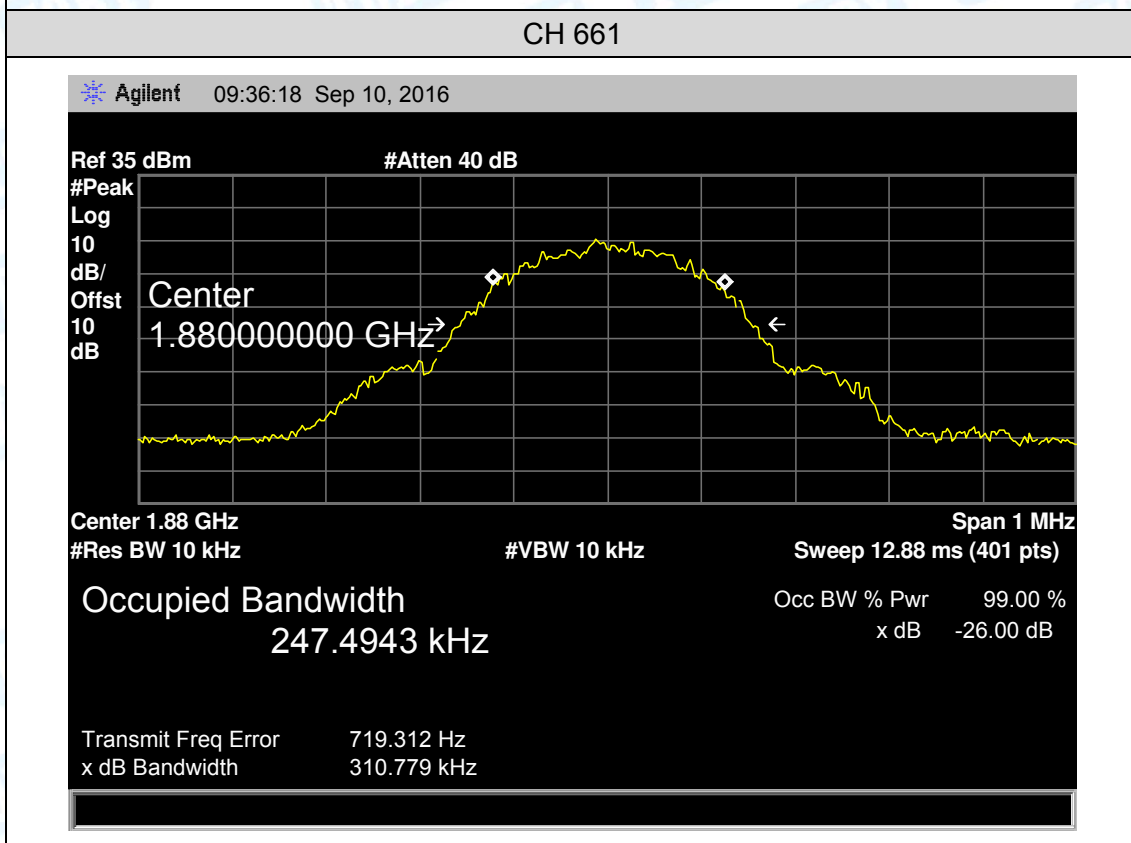 CH 661
Agilent 09:36:18 Sep 10, 2016
Ref 35 dBm #Atten 40 dB
#Peak
Log
10
dB/
Offst
10
dB
Center
1.880000000 GHz
Center 1.88 GHz Span 1 MHz
#Res BW 10 kHz #VBW 10 kHz Sweep 12.88 ms (401 pts)
Occupied Bandwidth
247.4943 kHz
Occ BW % Pwr 99.00 %
x dB -26.00 dB
Transmit Freq Error 719.312 Hz
x dB Bandwidth 310.779 kHz